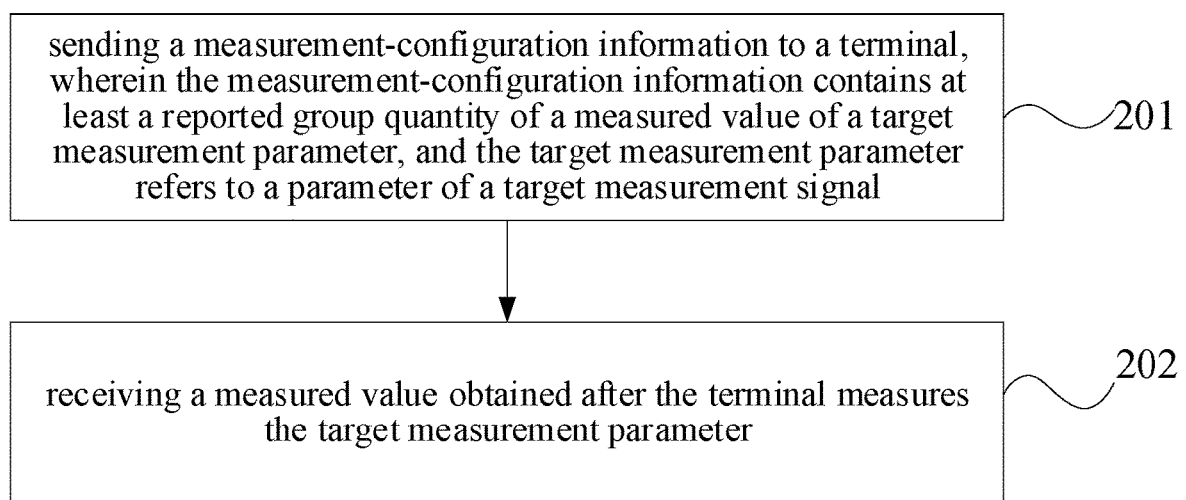 sending a measurement-configuration information to a terminal,
wherein the measurement-configuration information contains at
least a reported group quantity of a measured value of a target
measurement parameter, and the target measurement parameter
refers to a parameter of a target measurement signal
201
receiving a measured value obtained after the terminal measures
the target measurement parameter
202